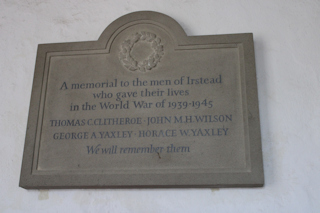 A memorial to the men of Irstead
who gave their lives
in the World War of 1939-1945
THOMAS C. CLITHEROE · JOHN M. H. WILSON
GEORGE A. YAXLEY · HORACE W. YAXLEY
We will remember them